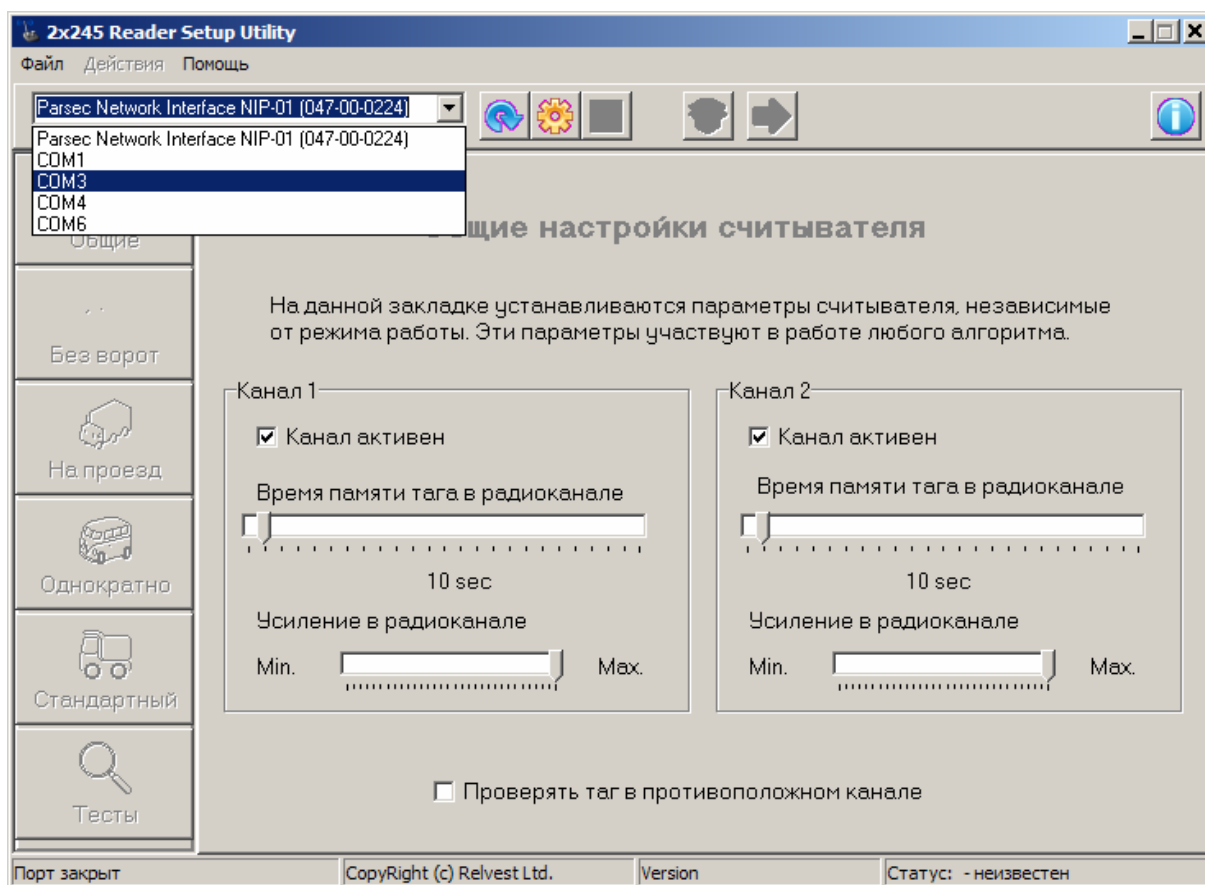 2x245 Reader Setup Utility
Файл Действия Помощь
Parsec Network Interface NIP-01 (047-00-0224)
Parsec Network Interface NIP-01 (047-00-0224)
COM1
COM3
COM4
COM6
Общие
Без ворот
На проезд
Однократно
Стандартный
Тесты
щие настройки считывателя
На данной закладке устанавливаются параметры считывателя, независимые
от режима работы. Эти параметры участвуют в работе любого алгоритма.
Канал 1
Канал активен
Время памяти тага в радиоканале
10 sec
Усиление в радиоканале
Min. Max.
Канал 2
Канал активен
Время памяти тага в радиоканале
10 sec
Усиление в радиоканале
Min. Max.
Проверять таг в противоположном канале
Порт закрыт CopyRight (c) Relvest Ltd. Version Статус: - неизвестен